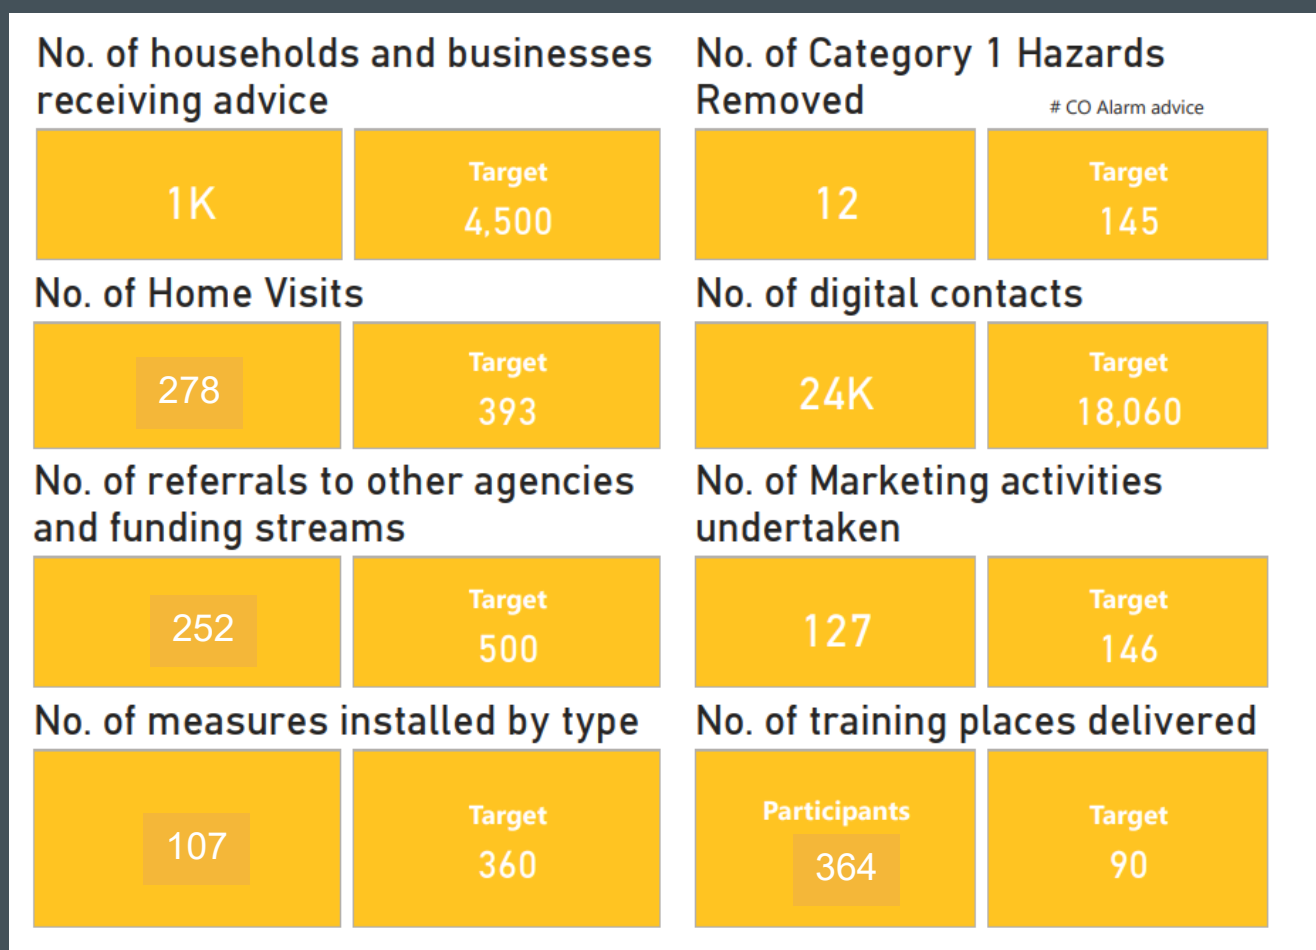 No. of households and businesses
receiving advice
1K
Target
4,500
No. of Category 1 Hazards
Removed
# CO Alarm advice
12
Target
145
No. of Home Visits
278
Target
393
No. of digital contacts
24K
Target
18,060
No. of referrals to other agencies
and funding streams
252
Target
500
No. of Marketing activities
undertaken
127
Target
146
No. of measures installed by type
107
Target
360
No. of training places delivered
Participants
364
Target
90